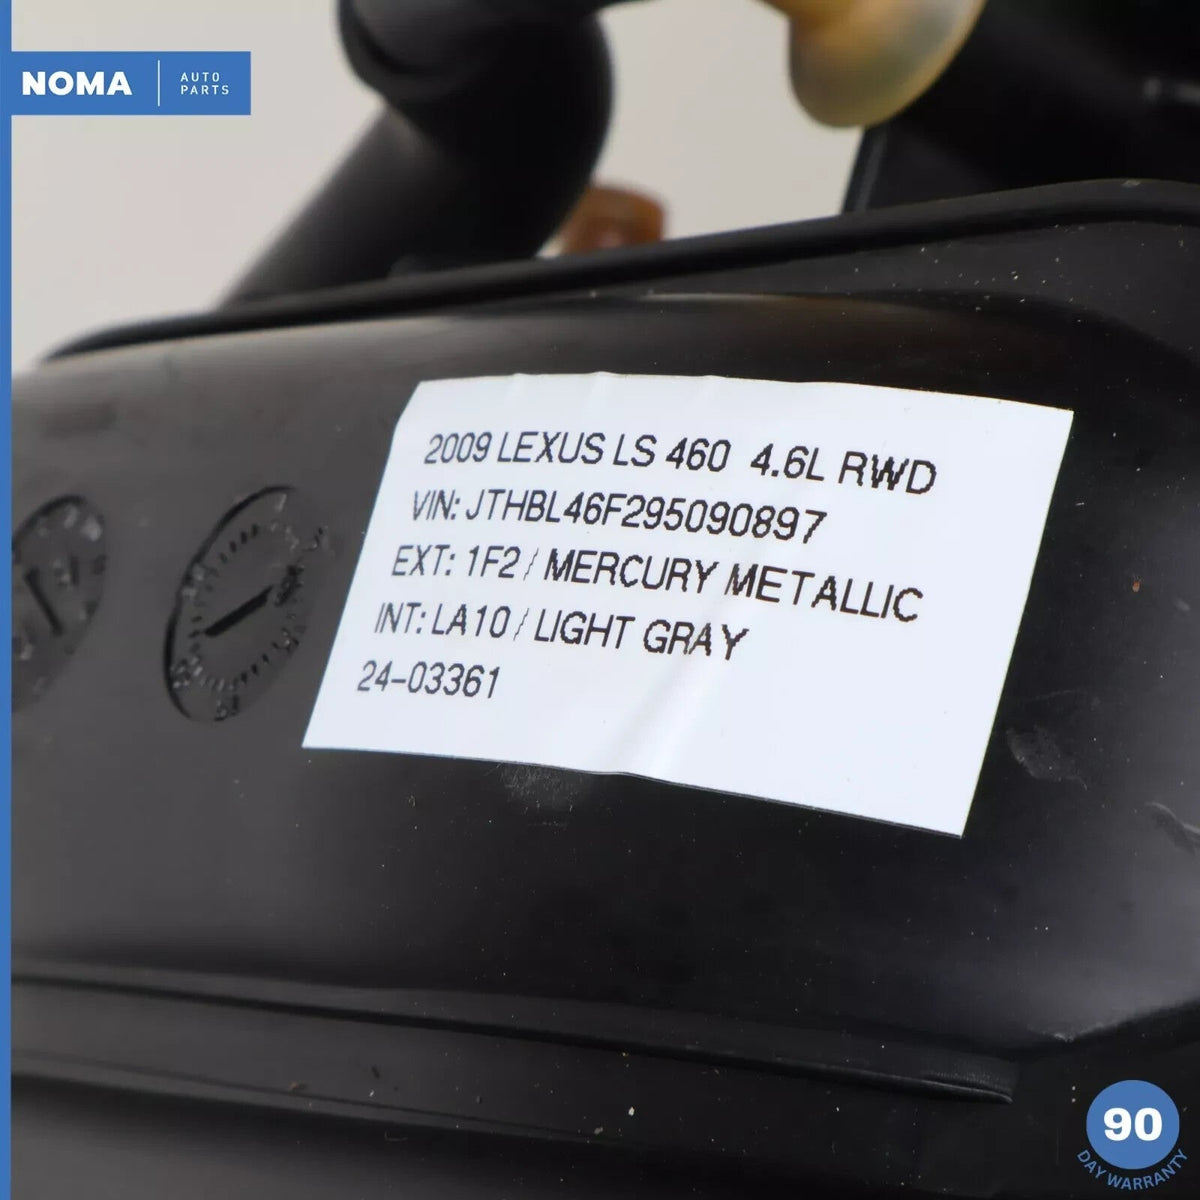 NOMA
AUTO
PARTS
2009 LEXUS LS 460 4.6L RWD
VIN: JTHBL46F295090897
EXT: 1F2 / MERCURY METALLIC
INT: LA10 / LIGHT GRAY
24-03361
90
DAY WARRANTY